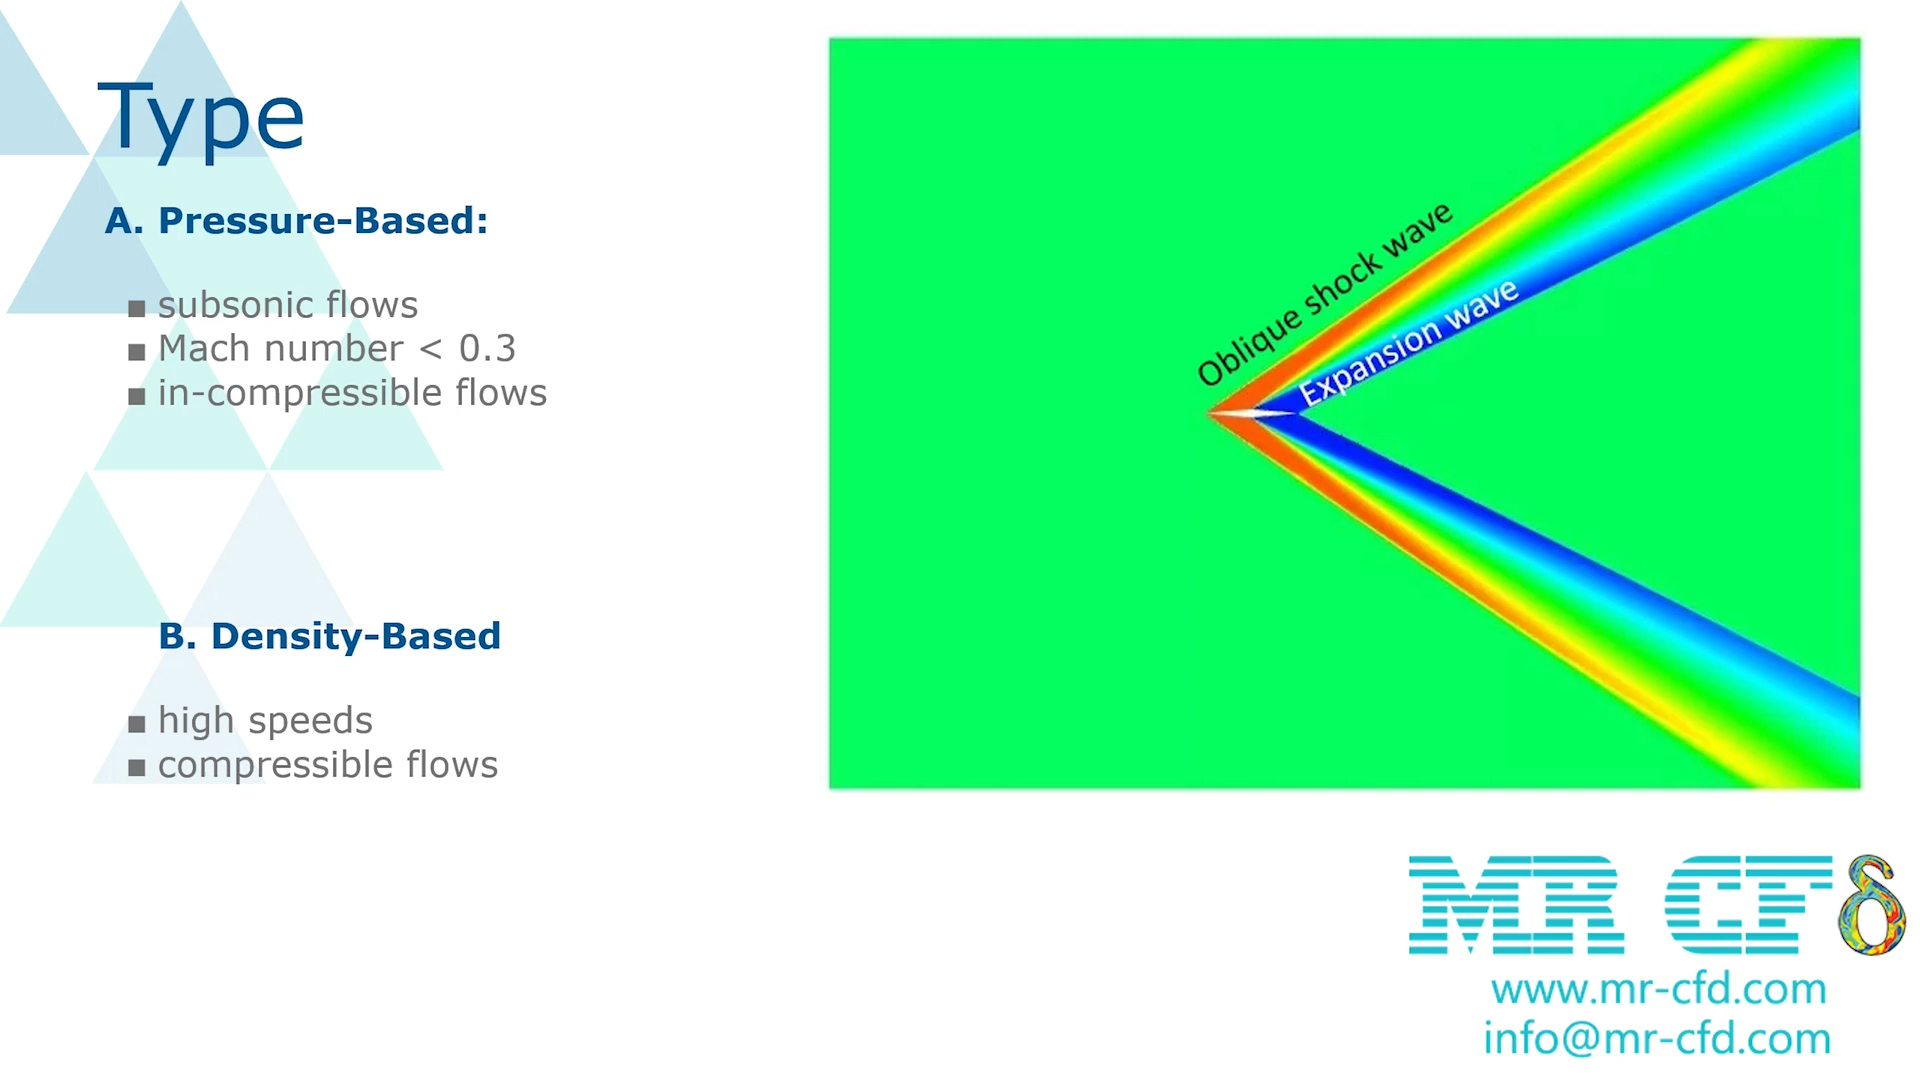 Type
A. Pressure-Based:
▪ subsonic flows
▪ Mach number < 0.3
▪ in-compressible flows
B. Density-Based
▪ high speeds
▪ compressible flows
Oblique shock wave
Expansion wave
MR CFδ
www.mr-cfd.com
info@mr-cfd.com